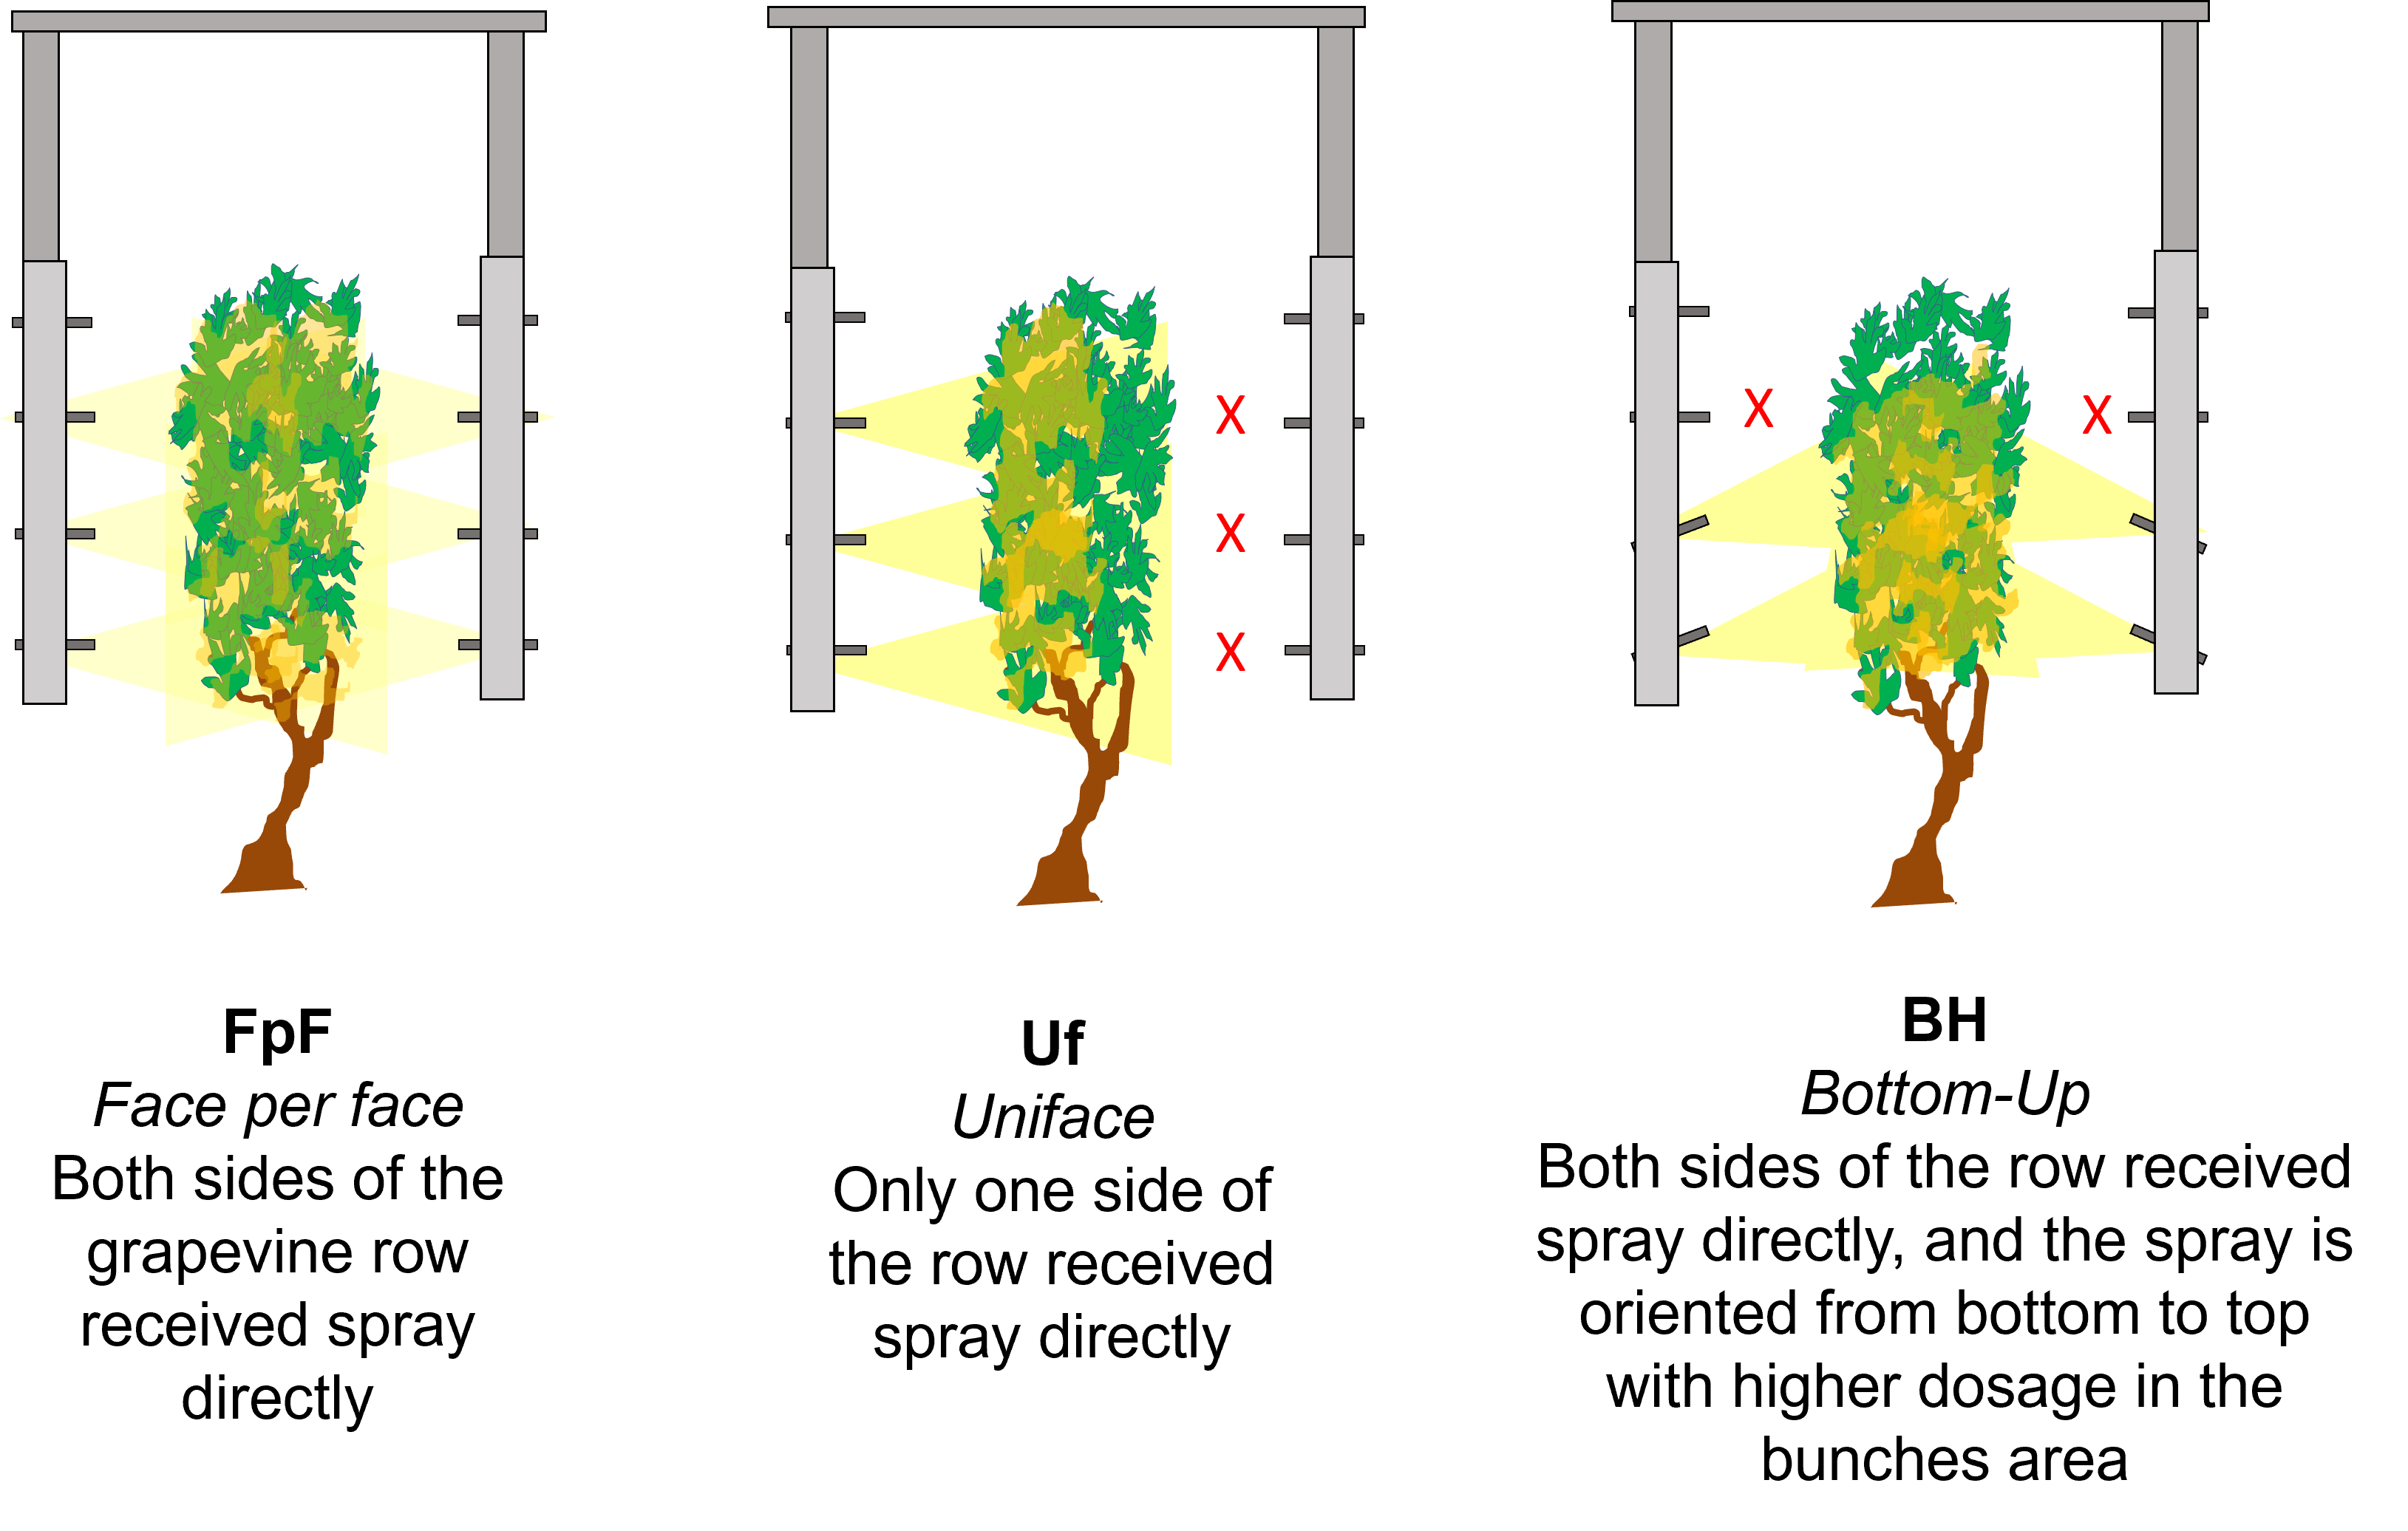 X
X
X
X
X
FpF
Face per face
Both sides of the
grapevine row
received spray
directly
Uf
Uniface
Only one side of
the row received
spray directly
BH
Bottom-Up
Both sides of the row received
spray directly, and the spray is
oriented from bottom to top
with higher dosage in the
bunches area